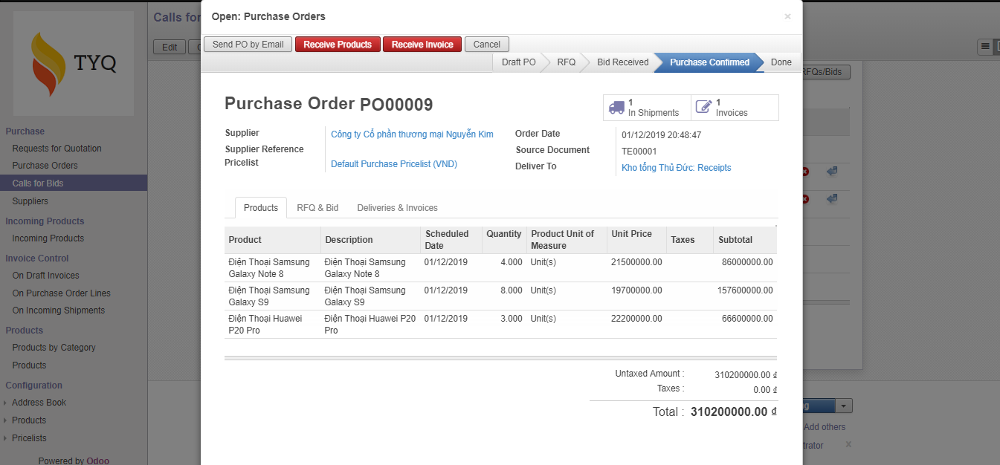 TYQ
Purchase
Requests for Quotation
Purchase Orders
Calls for Bids
Suppliers
Incoming Products
Incoming Products
Invoice Control
On Draft Invoices
On Purchase Order Lines
On Incoming Shipments
Products
Products by Category
Products
Configuration
Address Book
Products
Pricelists
Powered by Odoo
Calls for
Edit
Open: Purchase Orders ×
Send PO by Email Receive Products Receive Invoice Cancel
Draft PO RFQ Bid Received Purchase Confirmed Done
Purchase Order PO00009
1 In Shipments
1 Invoices
Supplier Công ty Cổ phần thương mại Nguyễn Kim
Supplier Reference
Pricelist Default Purchase Pricelist (VND)
Order Date 01/12/2019 20:48:47
Source Document TE00001
Deliver To Kho tổng Thủ Đức: Receipts
Products RFQ & Bid Deliveries & Invoices
Product Description Scheduled Date Quantity Product Unit of Measure Unit Price Taxes Subtotal
Điện Thoại Samsung Galaxy Note 8 Điện Thoại Samsung Galaxy Note 8 01/12/2019 4.000 Unit(s) 21500000.00 86000000.00
Điện Thoại Samsung Galaxy S9 Điện Thoại Samsung Galaxy S9 01/12/2019 8.000 Unit(s) 19700000.00 157600000.00
Điện Thoại Huawei P20 Pro Điện Thoại Huawei P20 Pro 01/12/2019 3.000 Unit(s) 22200000.00 66600000.00
Untaxed Amount : 310200000.00 ₫
Taxes : 0.00 ₫
Total : 310200000.00 ₫
RFQs/Bids
Add others
trator x